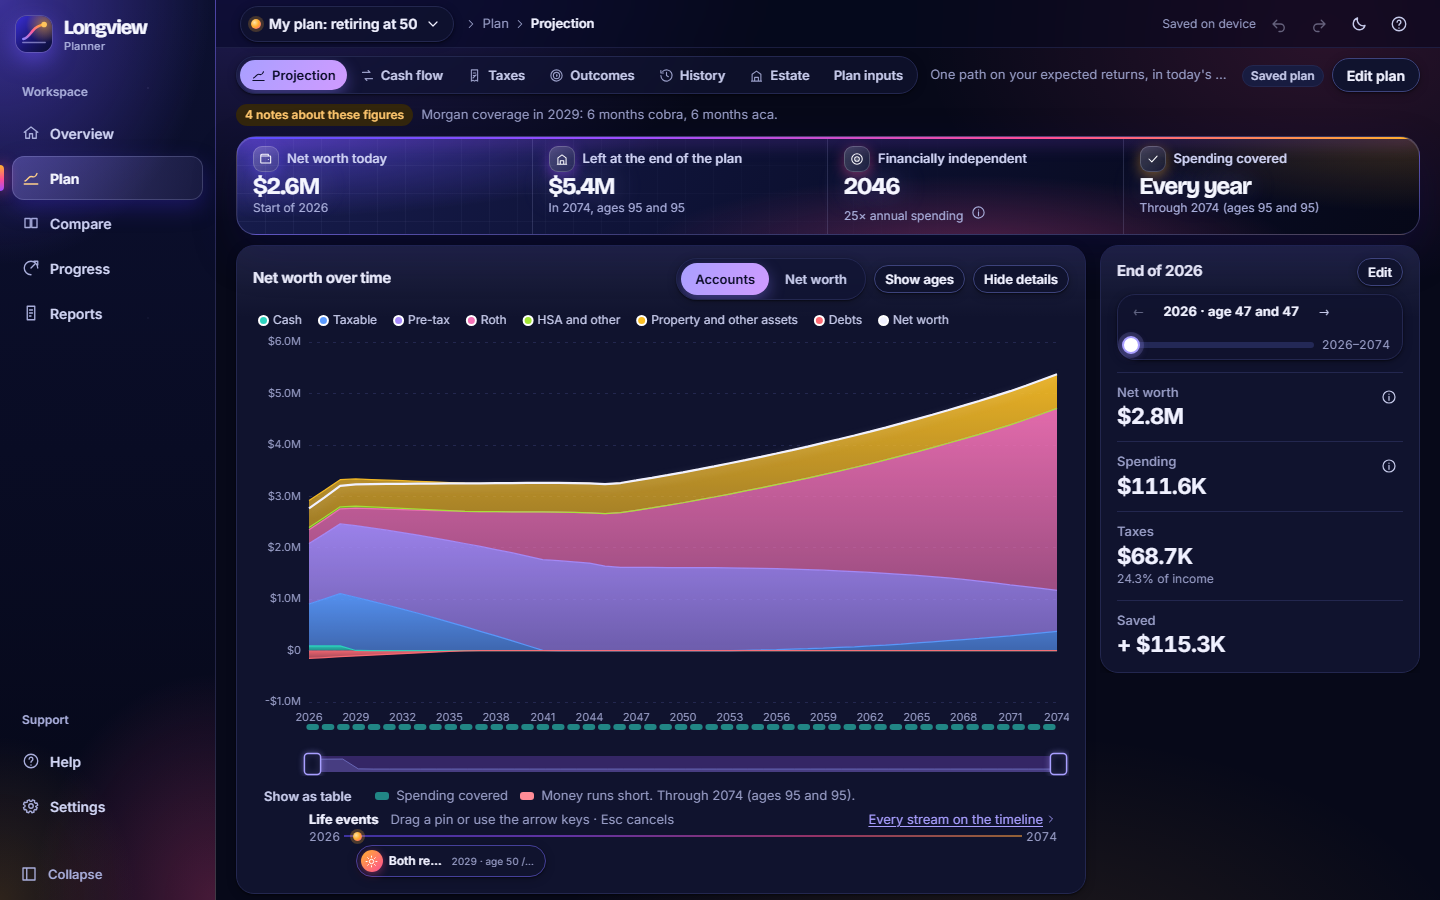 Longview
Planner
Workspace
Overview
Plan
Compare
Progress
Reports
Support
Help
Settings
Collapse
My plan: retiring at 50
Plan
Projection
Saved on device
Projection
Cash flow
Taxes
Outcomes
History
Estate
Plan inputs
One path on your expected returns, in today's ...
Saved plan
Edit plan
4 notes about these figures
Morgan coverage in 2029: 6 months cobra, 6 months aca.
Net worth today
$2.6M
Start of 2026
Left at the end of the plan
$5.4M
In 2074, ages 95 and 95
Financially independent
2046
25× annual spending
Spending covered
Every year
Through 2074 (ages 95 and 95)
Net worth over time
Accounts
Net worth
Show ages
Hide details
Cash
Taxable
Pre-tax
Roth
HSA and other
Property and other assets
Debts
Net worth
$6.0M
$5.0M
$4.0M
$3.0M
$2.0M
$1.0M
$0
-$1.0M
2026 2029 2032 2035 2038 2041 2044 2047 2050 2053 2056 2059 2062 2065 2068 2071 2074
Show as table
Spending covered
Money runs short. Through 2074 (ages 95 and 95).
Life events
Drag a pin or use the arrow keys · Esc cancels
Every stream on the timeline
2026
2074
Both re...
2029 · age 50 /...
End of 2026
Edit
← 2026 · age 47 and 47 →
2026–2074
Net worth
$2.8M
Spending
$111.6K
Taxes
$68.7K
24.3% of income
Saved
+ $115.3K